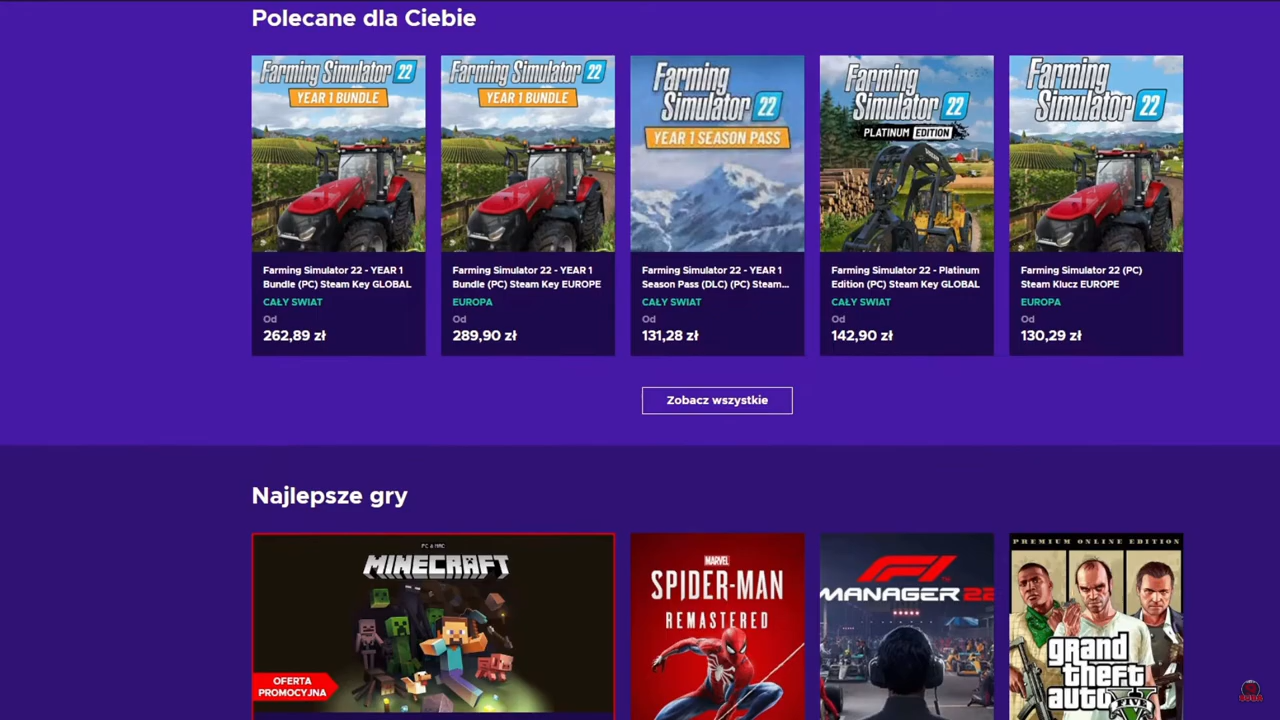 Polecane dla Ciebie
Farming Simulator 22
YEAR 1 BUNDLE
Farming Simulator 22
YEAR 1 BUNDLE
Farming
Simulator 22
YEAR 1 SEASON PASS
Farming
Simulator 22
PLATINUM EDITION
Farming
Simulator 22
Farming Simulator 22 - YEAR 1
Bundle (PC) Steam Key GLOBAL
CAŁY SWIAT
Od
262,89 zł
Farming Simulator 22 - YEAR 1
Bundle (PC) Steam Key EUROPE
EUROPA
Od
289,90 zł
Farming Simulator 22 - YEAR 1
Season Pass (DLC) (PC) Steam...
CAŁY SWIAT
Od
131,28 zł
Farming Simulator 22 - Platinum
Edition (PC) Steam Key GLOBAL
CAŁY SWIAT
Od
142,90 zł
Farming Simulator 22 (PC)
Steam Klucz EUROPE
EUROPA
Od
130,29 zł
Zobacz wszystkie
Najlepsze gry
PC & MAC
MINECRAFT
OFERTA
PROMOCYJNA
MARVEL
SPIDER-MAN
REMASTERED
F1
MANAGER 22
PREMIUM ONLINE EDITION
grand
theft
auto V
FIVE